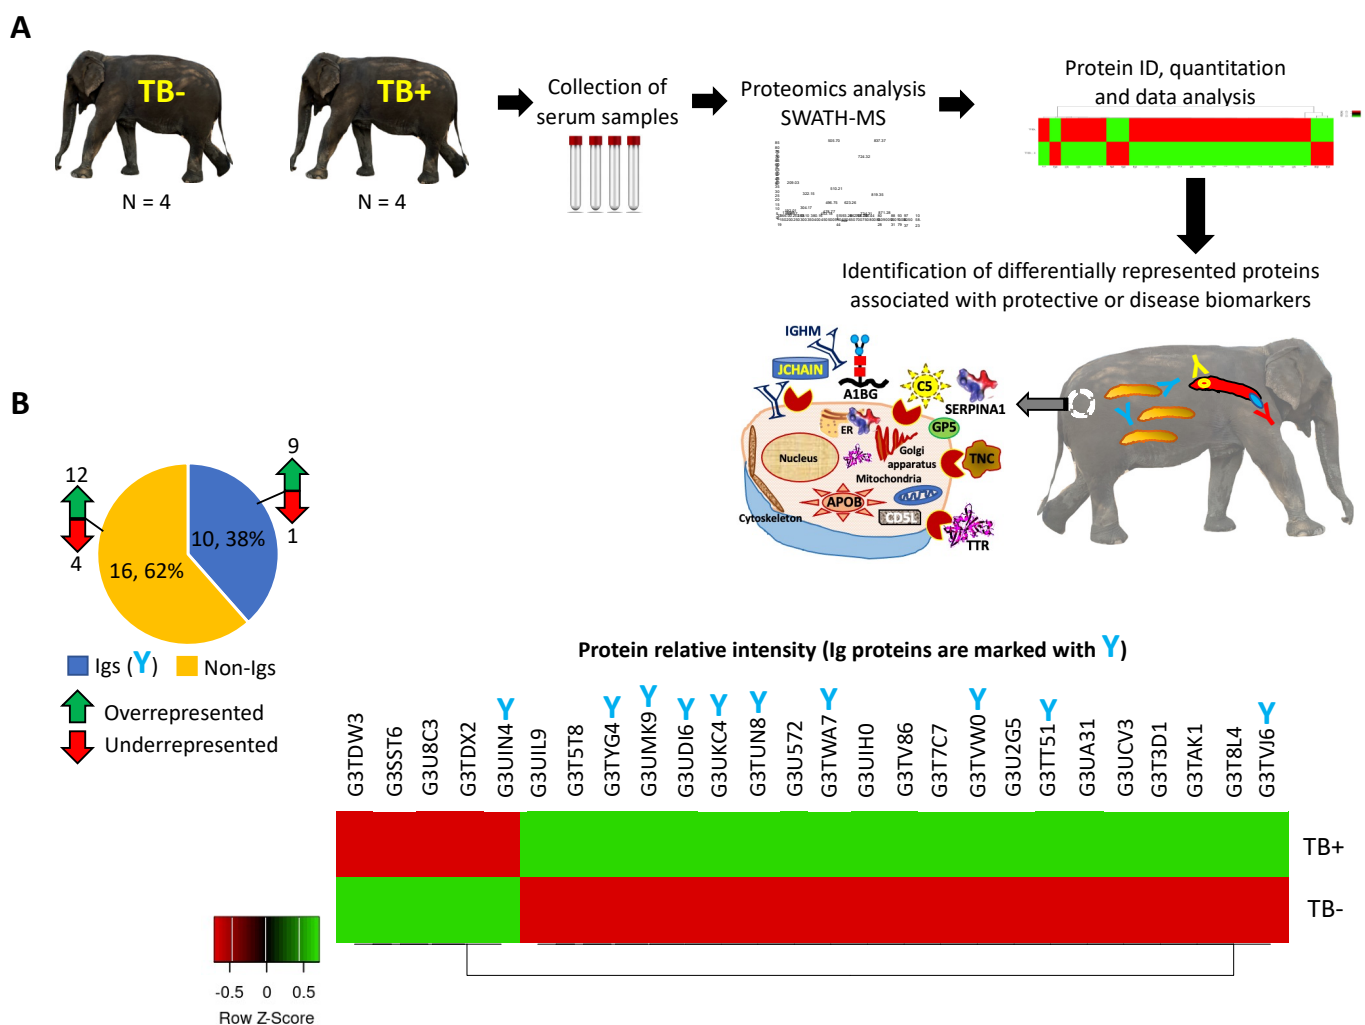 A
TB-
TB+
N = 4
N = 4
Collection of
serum samples
Proteomics analysis
SWATH-MS
Protein ID, quantitation
and data analysis
Identification of differentially represented proteins
associated with protective or disease biomarkers
IGHM
JCHAIN
A1BG
C5
SERPINA1
ER
GP5
Nucleus
Golgi
apparatus
TNC
Mitochondria
APOB
CD5L
Cytoskeleton
TTR
B
12
4
9
1
10, 38%
16, 62%
Igs (Y)
Non-Igs
Overrepresented
Underrepresented
Protein relative intensity (Ig proteins are marked with Y)
Y Y Y Y Y Y Y Y Y Y
G3TDW3
G3SST6
G3U8C3
G3TDX2
G3UIN4
G3UIL9
G3T5T8
G3TYG4
G3UMK9
G3UDI6
G3UKC4
G3TUN8
G3U572
G3TWA7
G3UIH0
G3TV86
G3T7C7
G3TVW0
G3U2G5
G3TT51
G3UA31
G3UCV3
G3T3D1
G3TAK1
G3T8L4
G3TVJ6
TB+
TB-
-0.5 0 0.5
Row Z-Score